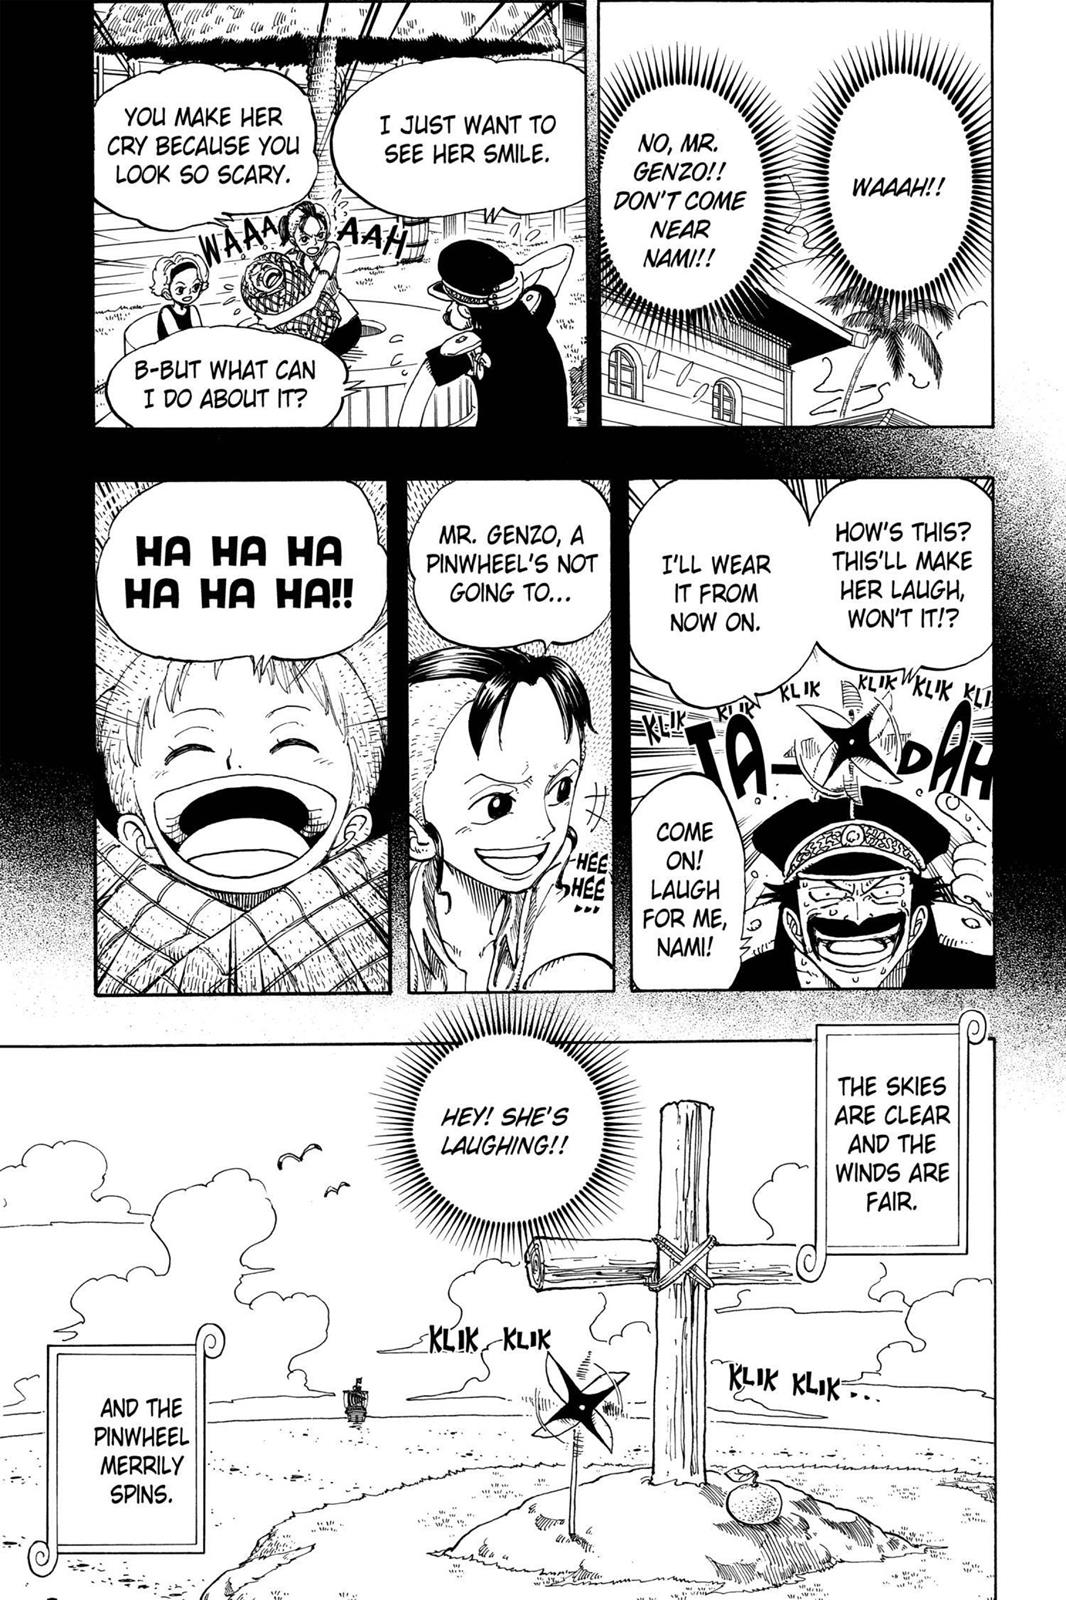 WAAAH!!
NO, MR.
GENZO!!
DON'T COME
NEAR
NAMI!!
I JUST WANT TO
SEE HER SMILE.
YOU MAKE HER
CRY BECAUSE YOU
LOOK SO SCARY.
WAAA
AAH
B-BUT WHAT CAN
I DO ABOUT IT?
HOW'S THIS?
THIS'LL MAKE
HER LAUGH,
WON'T IT!?
I'LL WEAR
IT FROM
NOW ON.
KLIK KLIK KLIK KLIK
KLIK KLIK
TA-DAH
COME
ON!
LAUGH
FOR ME,
NAMI!
MR. GENZO, A
PINWHEEL'S NOT
GOING TO...
HEE
HEE
...
HA HA HA
HA HA HA!!
THE SKIES
ARE CLEAR
AND THE
WINDS ARE
FAIR.
HEY! SHE'S
LAUGHING!!
KLIK KLIK
KLIK KLIK..
AND THE
PINWHEEL
MERRILY
SPINS.